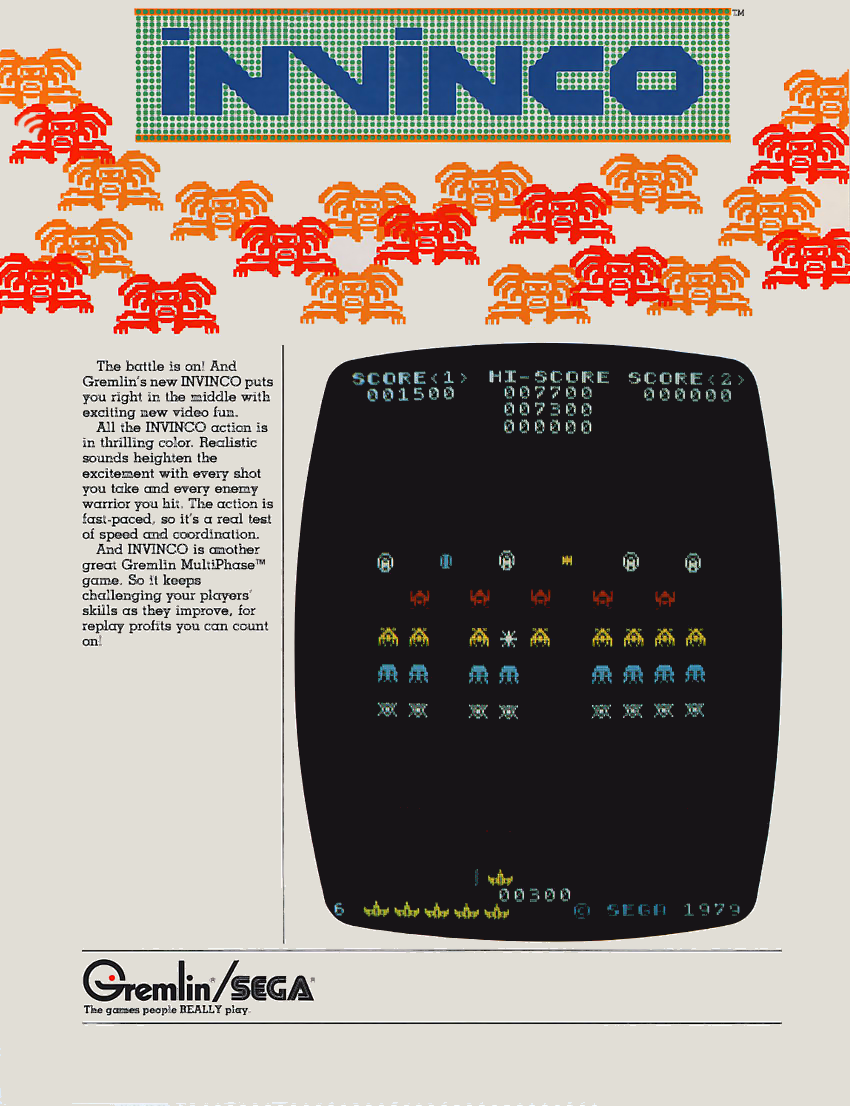 INVINCO™
The battle is on! And
Gremlin's new INVINCO puts
you right in the middle with
exciting new video fun.
All the INVINCO action is
in thrilling color. Realistic
sounds heighten the
excitement with every shot
you take and every enemy
warrior you hit. The action is
fast-paced, so it's a real test
of speed and coordination.
And INVINCO is another
great Gremlin MultiPhase™
game. So it keeps
challenging your players'
skills as they improve, for
replay profits you can count
on!
SCORE<1> HI-SCORE SCORE<2>
001500 007700 000000
007300
000000
00300
6 © SEGA 1979
Gremlin®/SEGA®
The games people REALLY play.